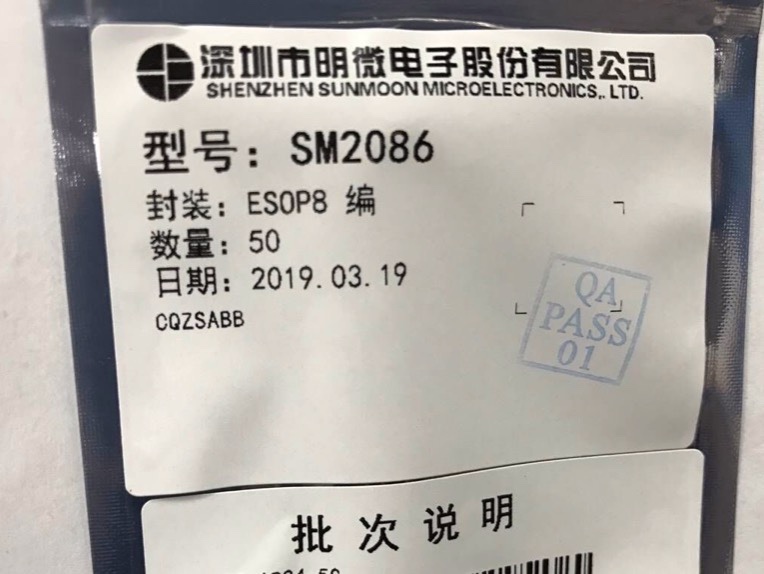 深圳市明微电子股份有限公司
SHENZHEN SUNMOON MICROELECTRONICS,. LTD.
型号: SM2086
封装: ESOP8 编
数量: 50
日期: 2019.03.19
CQZSABB
QA
PASS
01
批次说明